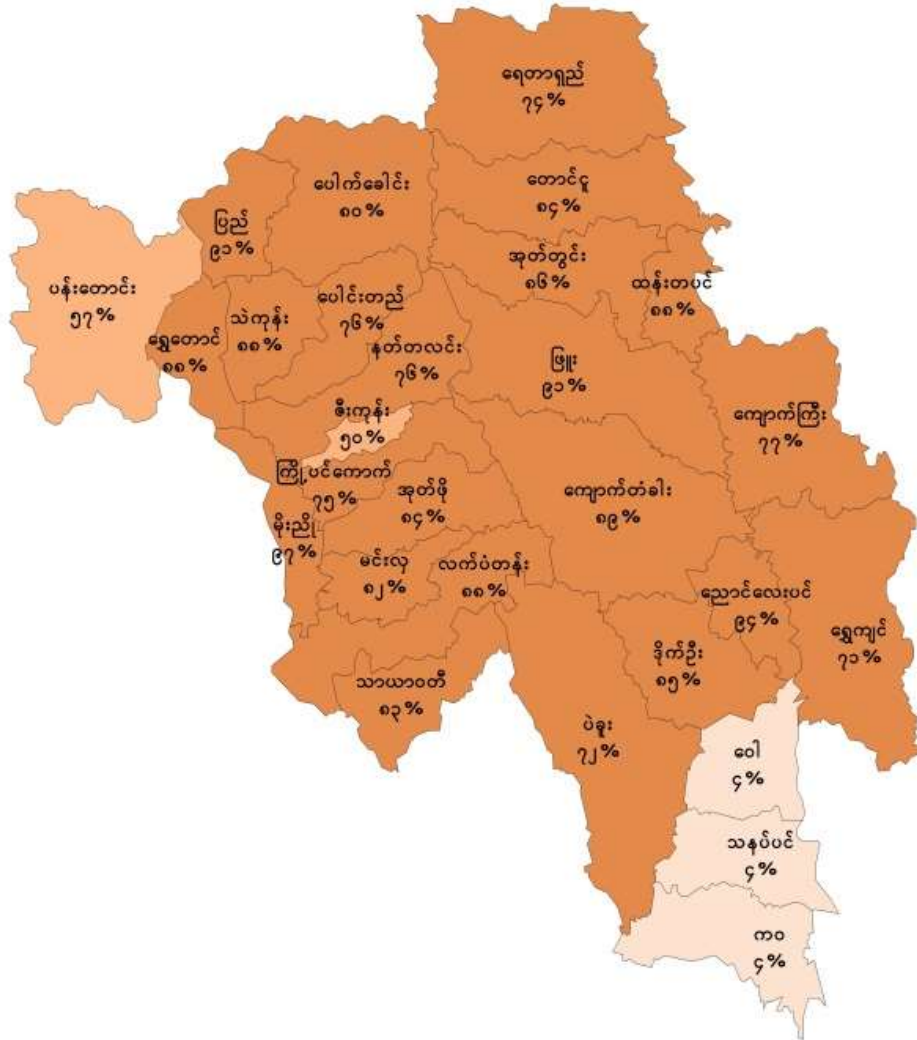 ရေတာရှည်
၇၄%
တောင်ငူ
၈၄%
ပေါက်ခေါင်း
၈၀%
ပြည်
၉၁%
အုတ်တွင်း
၈၆%
ထန်းတပင်
၈၈%
ပန်းတောင်း
၅၇%
ပေါင်းတည်
၇၆%
သဲကုန်း
၈၈%
ရွှေတောင်
၈၈%
နတ်တလင်း
၇၆%
ဖြူး
၉၁%
ကျောက်ကြီး
၇၇%
ဇီးကုန်း
၅၀%
ကြို့ပင်ကောက်
၇၅%
အုတ်ဖို
၈၄%
ကျောက်တံခါး
၈၉%
မိုးညို
၉၇%
မင်းလှ
၈၂%
လက်ပံတန်း
၈၈%
ညောင်လေးပင်
၉၄%
ရွှေကျင်
၇၁%
ဒိုက်ဦး
၈၅%
သာယာဝတီ
၈၃%
ပဲခူး
၇၂%
ဝေါ
၄%
သနပ်ပင်
၄%
ကဝ
၄%